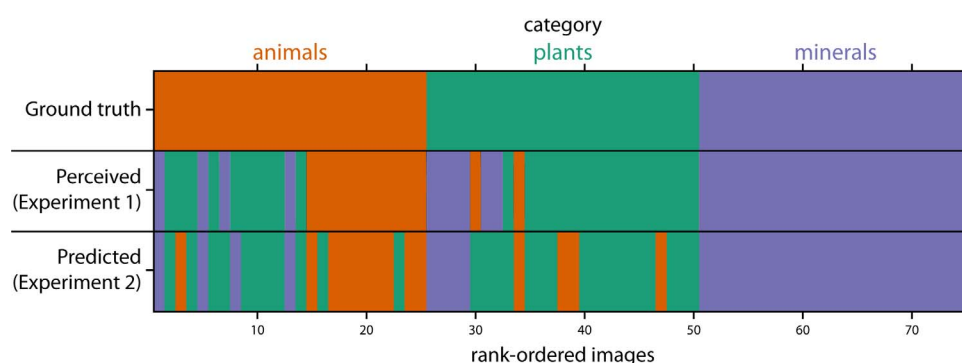 category
animals
plants
minerals
Ground truth
Perceived
(Experiment 1)
Predicted
(Experiment 2)
10
20
30
40
50
60
70
rank-ordered images